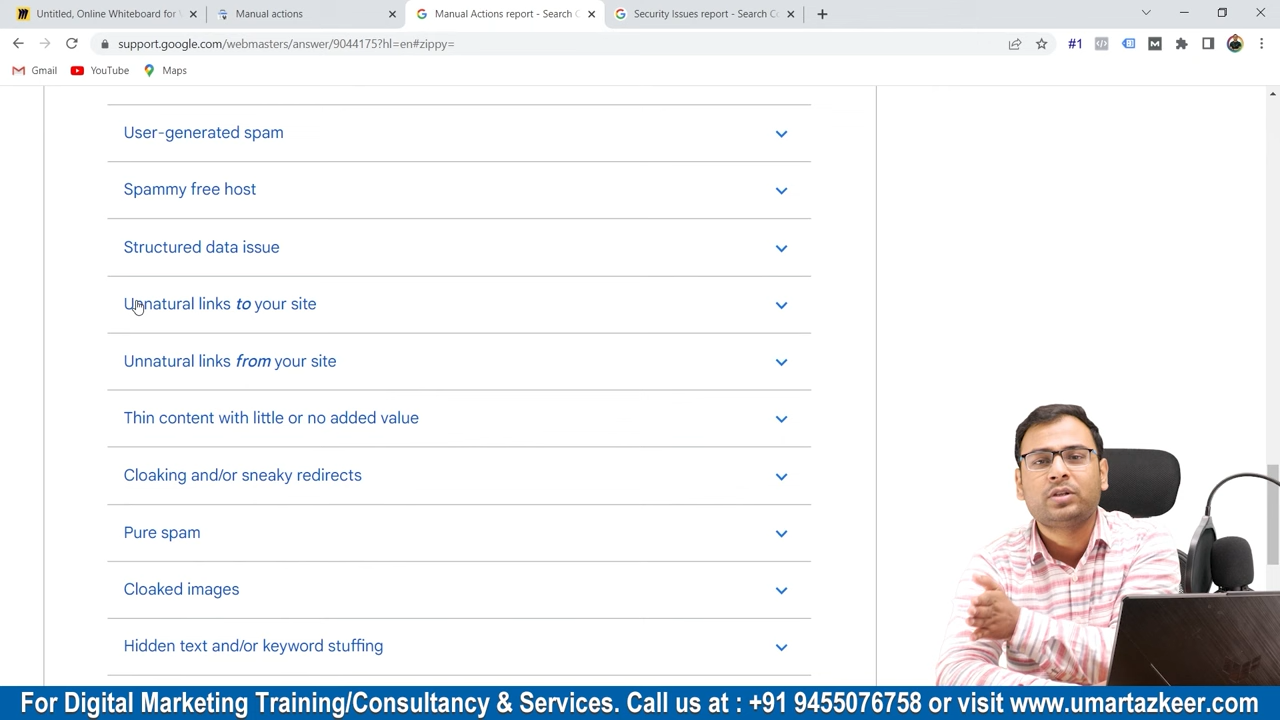 Untitled, Online Whiteboard for
Manual actions
Manual Actions report - Search C
Security Issues report - Search Co
support.google.com/webmasters/answer/9044175?hl=en#zippy=
#1
Gmail
YouTube
Maps
User-generated spam
Spammy free host
Structured data issue
Unnatural links to your site
Unnatural links from your site
Thin content with little or no added value
Cloaking and/or sneaky redirects
Pure spam
Cloaked images
Hidden text and/or keyword stuffing
For Digital Marketing Training/Consultancy & Services. Call us at : +91 9455076758 or visit www.umartazkeer.com